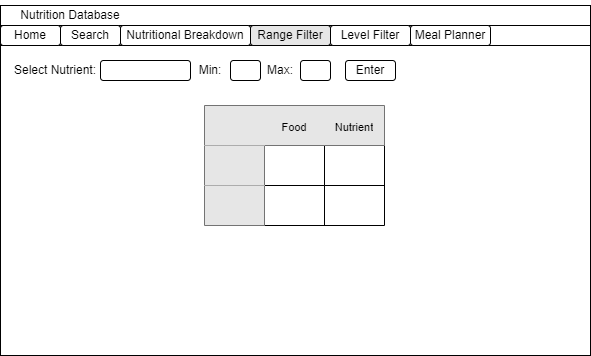 Nutrition Database
Home Search Nutritional Breakdown Range Filter Level Filter Meal Planner
Select Nutrient: Min: Max: Enter
Food Nutrient